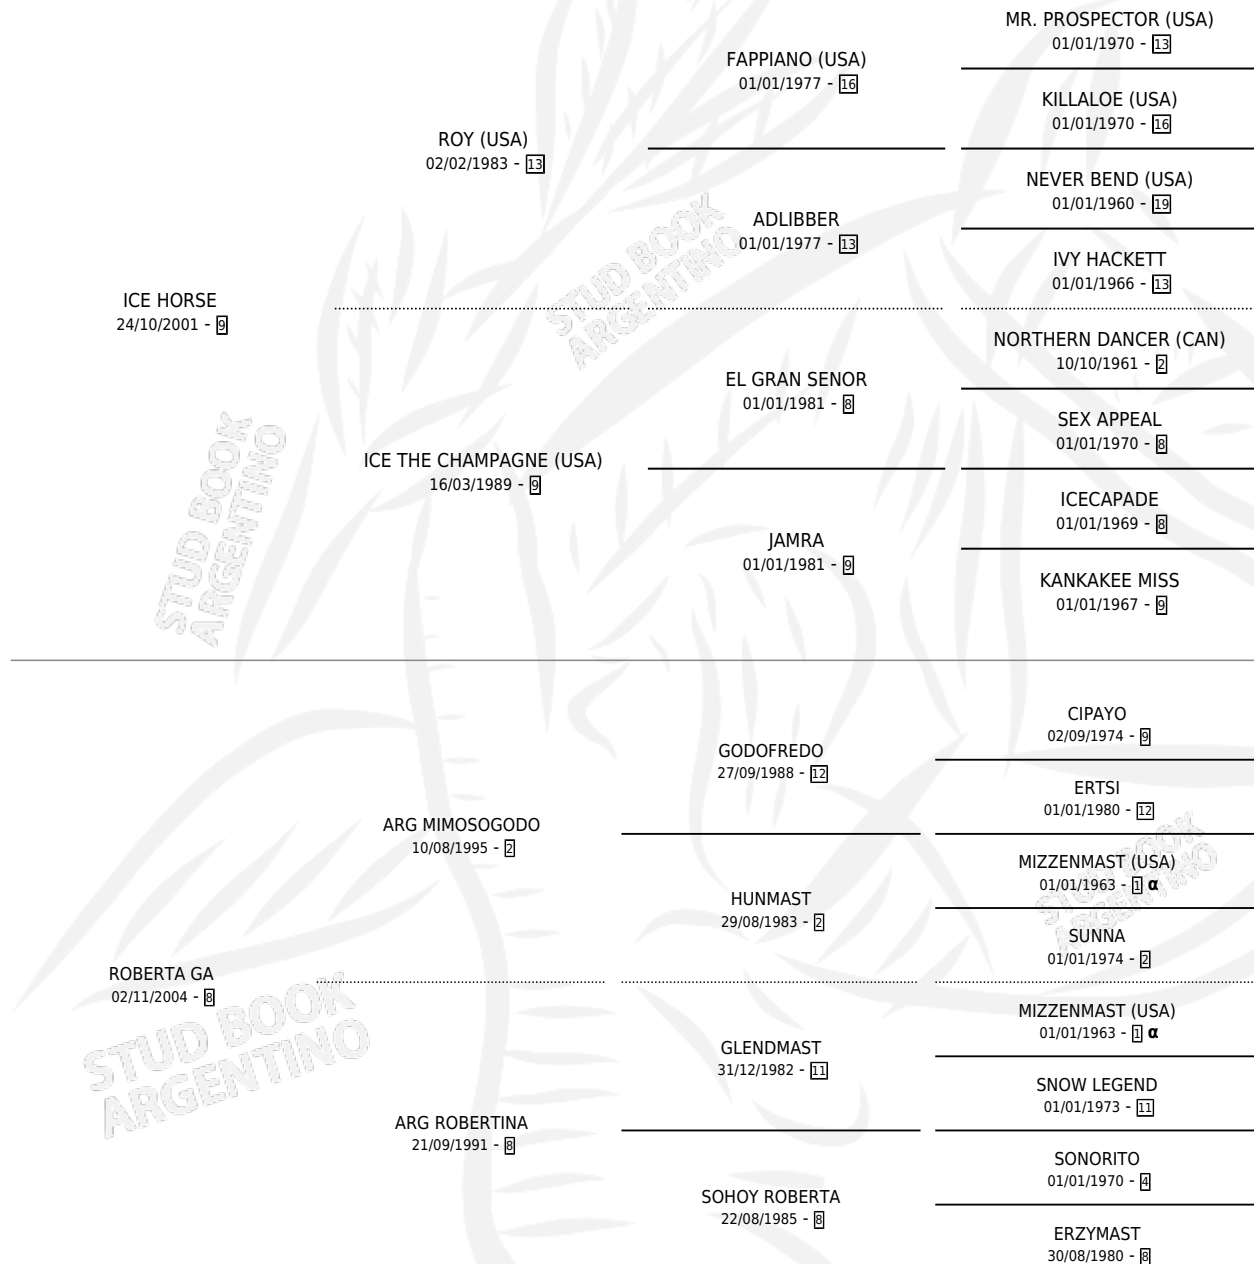 MR. PROSPECTOR (USA)
01/01/1970 - 13
FAPPIANO (USA)
01/01/1977 - 16
KILLALOE (USA)
01/01/1970 - 16
ROY (USA)
02/02/1983 - 13
NEVER BEND (USA)
01/01/1960 - 19
ADLIBBER
01/01/1977 - 13
IVY HACKETT
01/01/1966 - 13
ICE HORSE
24/10/2001 - 9
NORTHERN DANCER (CAN)
10/10/1961 - 2
EL GRAN SENOR
01/01/1981 - 8
SEX APPEAL
01/01/1970 - 8
ICE THE CHAMPAGNE (USA)
16/03/1989 - 9
ICECAPADE
01/01/1969 - 8
JAMRA
01/01/1981 - 9
KANKAKEE MISS
01/01/1967 - 9
CIPAYO
02/09/1974 - 9
GODOFREDO
27/09/1988 - 12
ERTSI
01/01/1980 - 12
ARG MIMOSOGODO
10/08/1995 - 2
MIZZENMAST (USA)
01/01/1963 - 1 α
HUNMAST
29/08/1983 - 2
SUNNA
01/01/1974 - 2
ROBERTA GA
02/11/2004 - 8
MIZZENMAST (USA)
01/01/1963 - 1 α
GLENDMAST
31/12/1982 - 11
SNOW LEGEND
01/01/1973 - 11
ARG ROBERTINA
21/09/1991 - 8
SONORITO
01/01/1970 - 4
SOHOY ROBERTA
22/08/1985 - 8
ERZYMAST
30/08/1980 - 8
STUD BOOK
ARGENTINO
STUD BOOK
ARGENTINO
STUD BOOK
ARGENTINO
STUD BOOK
ARGENTINO